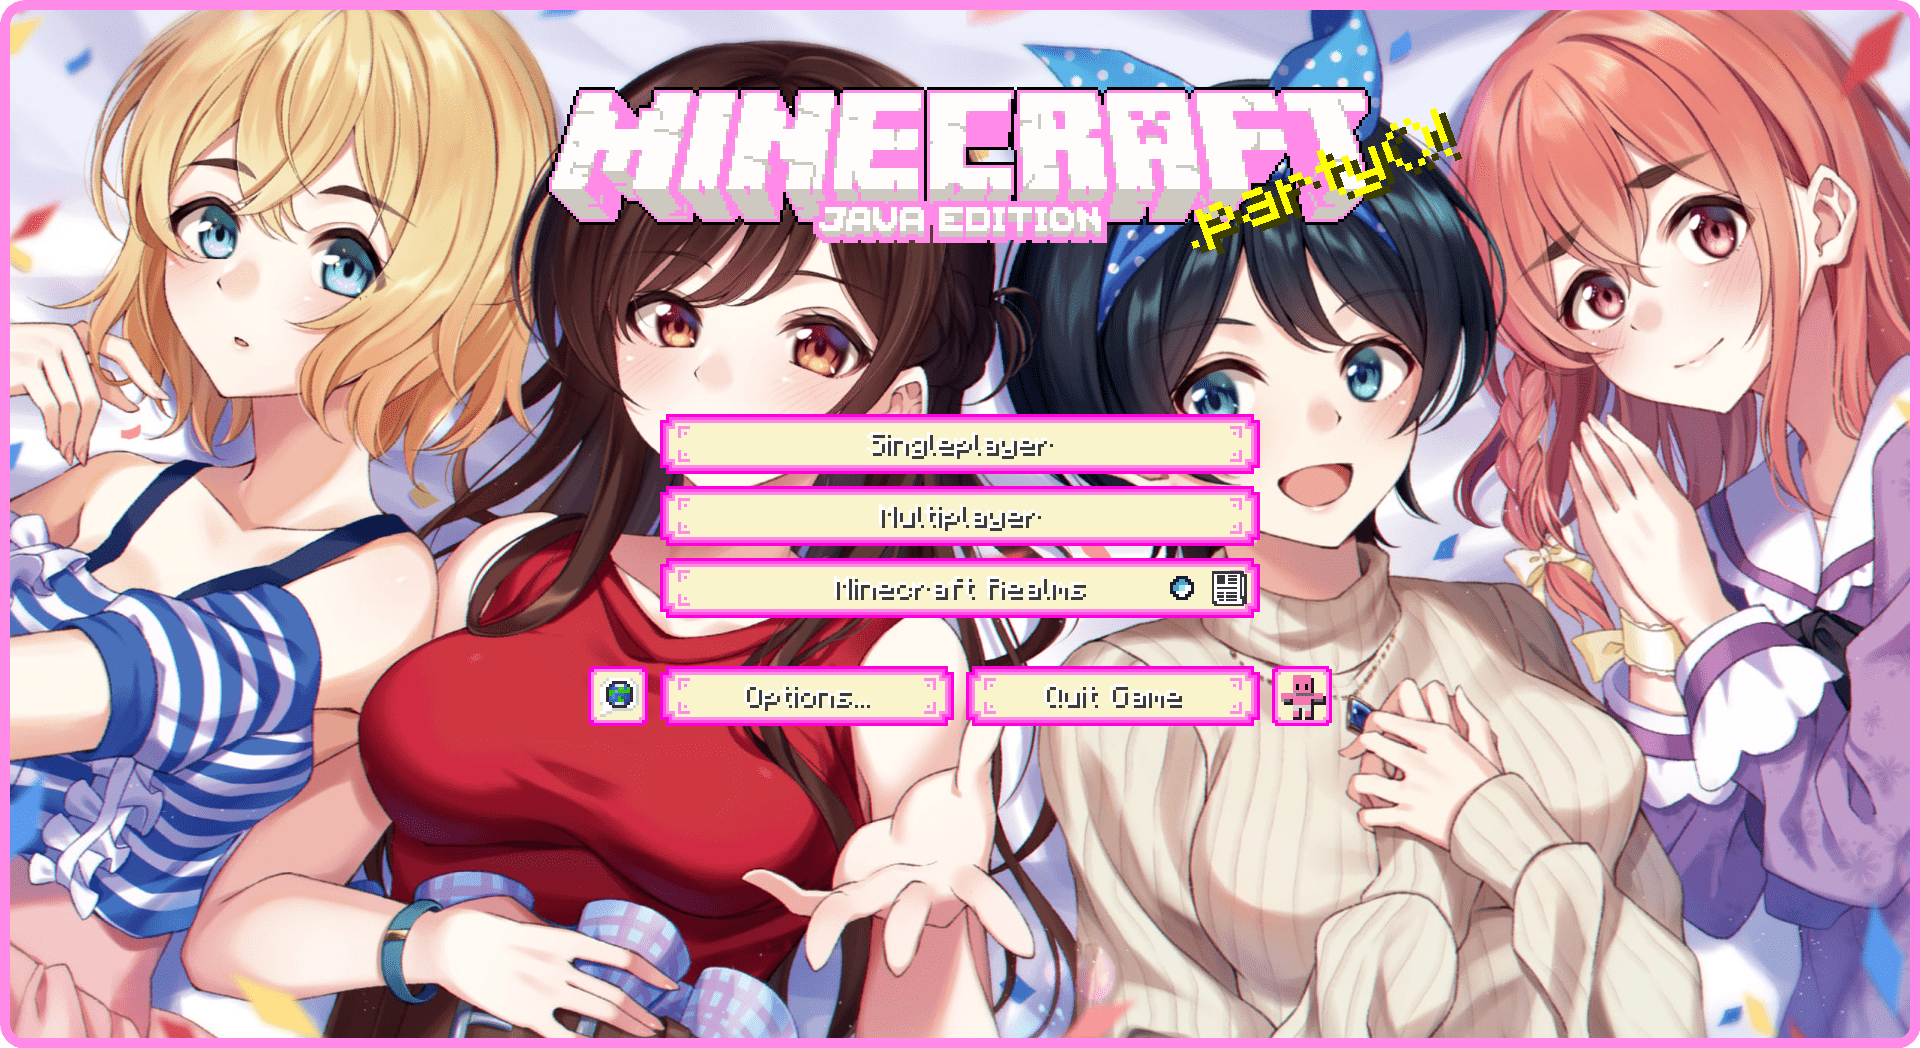 MINECRAFT
JAVA EDITION
.party()!
Singleplayer
Multiplayer
Minecraft Realms
Options...
Quit Game